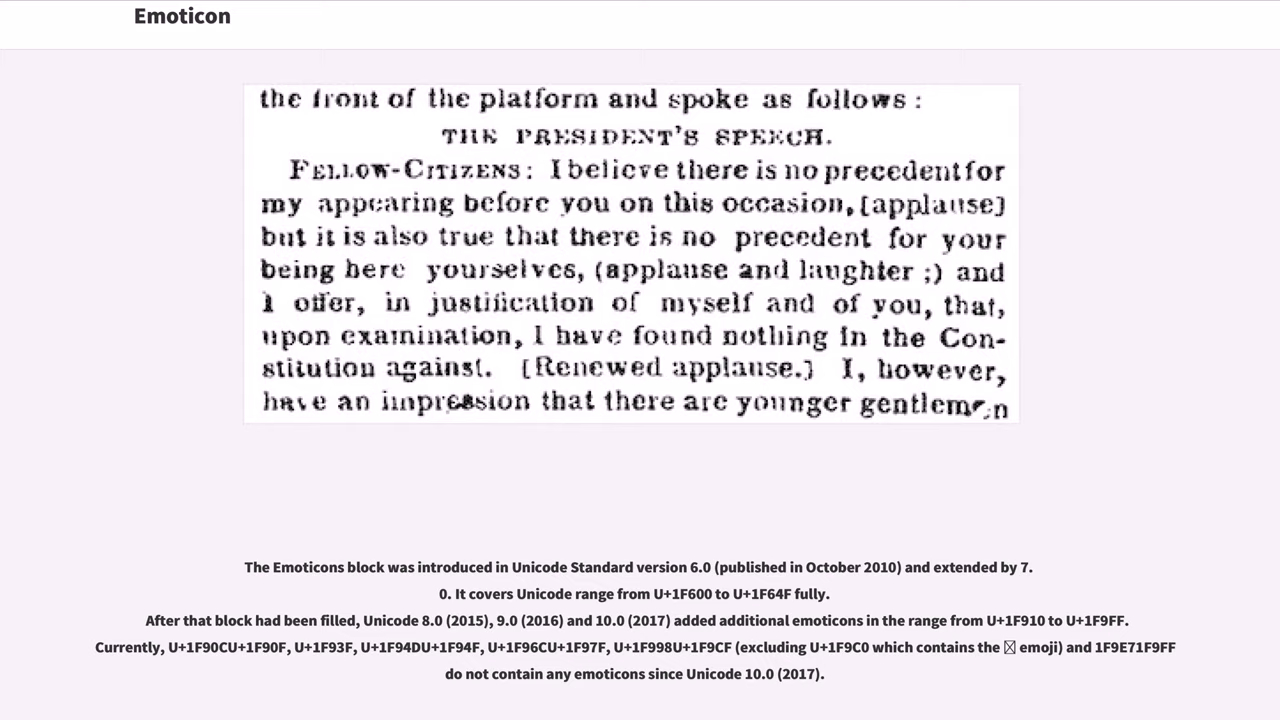 Emoticon
the front of the platform and spoke as follows :
THE PRESIDENT'S SPEECH.
FELLOW-CITIZENS: I believe there is no precedent for
my appearing before you on this occasion, [applause]
but it is also true that there is no precedent for your
being here yourselves, (applause and laughter ;) and
I offer, in justification of myself and of you, that,
upon examination, I have found nothing in the Con-
stitution against. [Renewed applause.] I, however,
have an impression that there are younger gentlemen
The Emoticons block was introduced in Unicode Standard version 6.0 (published in October 2010) and extended by 7.
0. It covers Unicode range from U+1F600 to U+1F64F fully.
After that block had been filled, Unicode 8.0 (2015), 9.0 (2016) and 10.0 (2017) added additional emoticons in the range from U+1F910 to U+1F9FF.
Currently, U+1F90CU+1F90F, U+1F93F, U+1F94DU+1F94F, U+1F96CU+1F97F, U+1F998U+1F9CF (excluding U+1F9C0 which contains the emoji) and 1F9E71F9FF
do not contain any emoticons since Unicode 10.0 (2017).